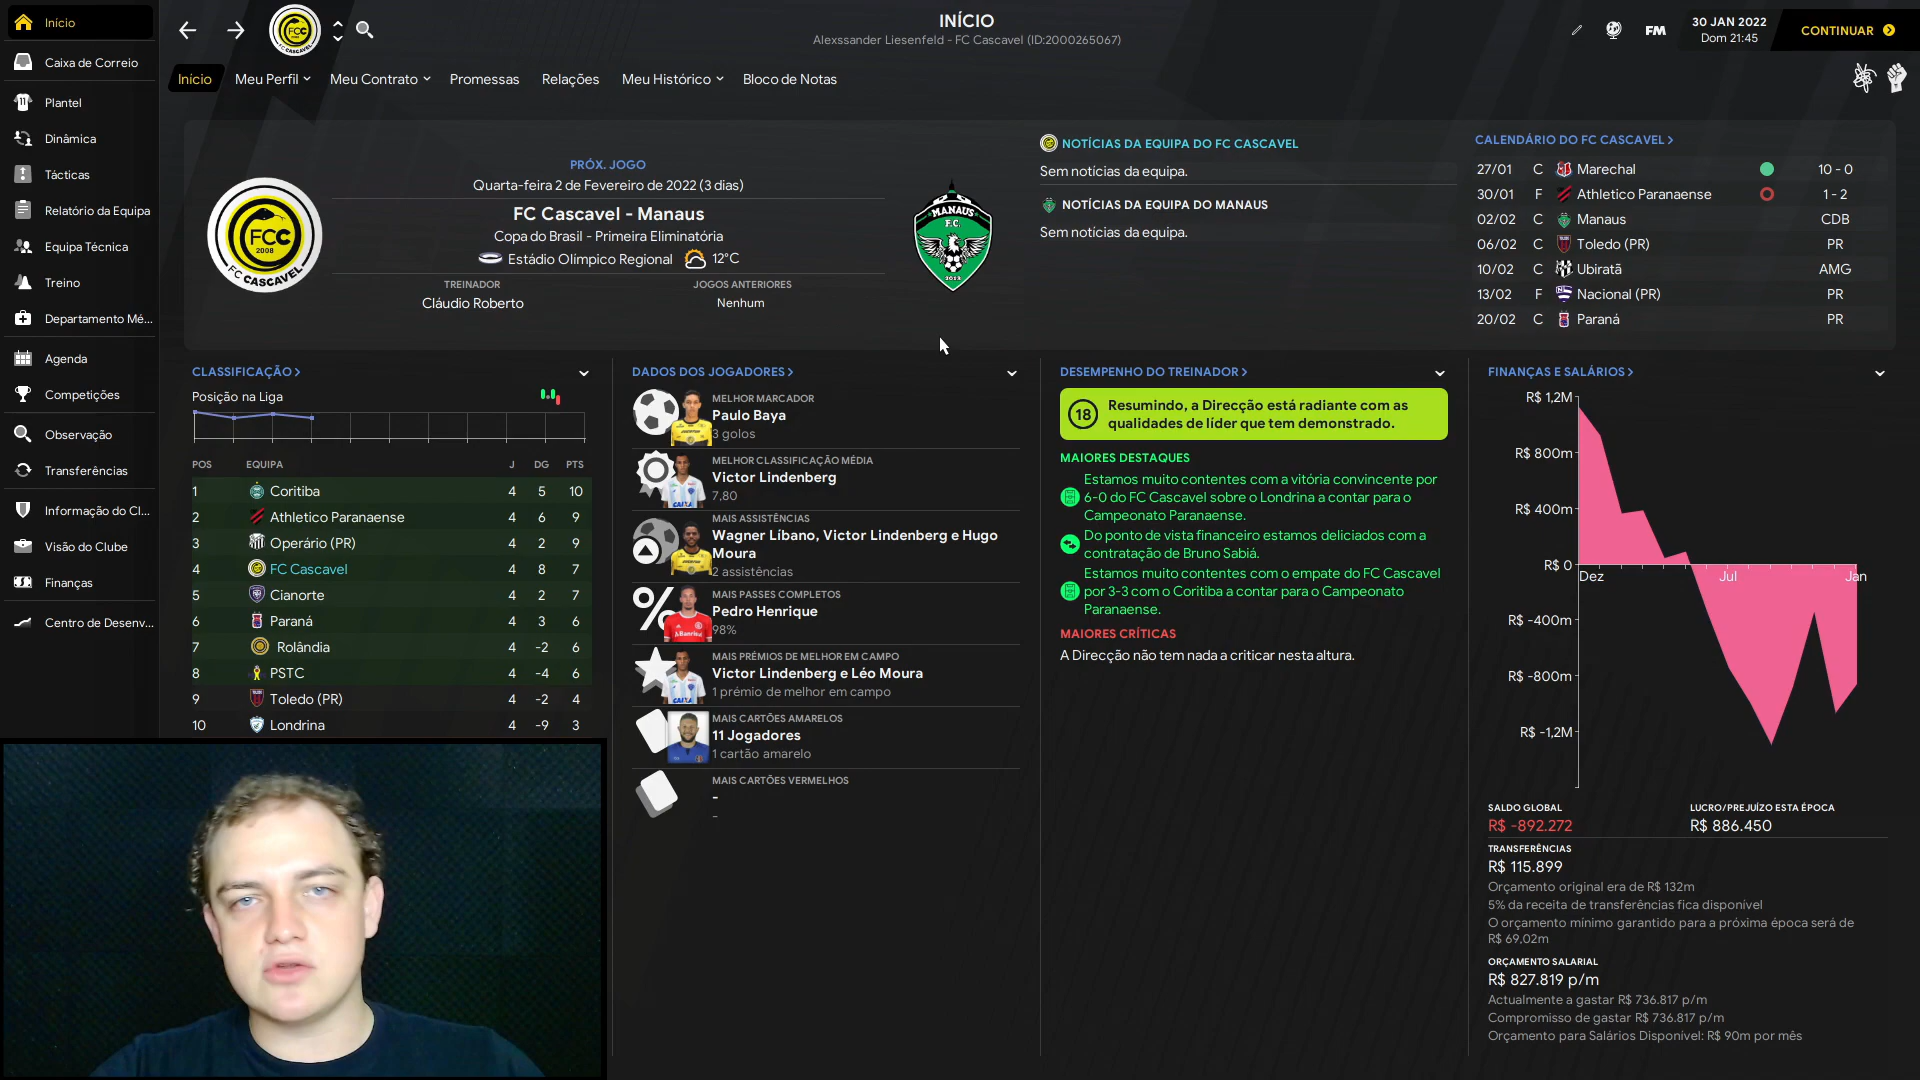 Início
Caixa de Correio
Plantel
Dinâmica
Tácticas
Relatório da Equipa
Equipa Técnica
Treino
Departamento Mé...
Agenda
Competições
Observação
Transferências
Informação do Cl...
Visão do Clube
Finanças
Centro de Desenv...
INÍCIO
Alexssander Liesenfeld - FC Cascavel (ID:2000265067)
FM
30 JAN 2022
Dom 21:45
CONTINUAR
Início
Meu Perfil
Meu Contrato
Promessas
Relações
Meu Histórico
Bloco de Notas
FCC
2008
FC CASCAVEL
PRÓX. JOGO
Quarta-feira 2 de Fevereiro de 2022 (3 dias)
FC Cascavel - Manaus
Copa do Brasil - Primeira Eliminatória
Estádio Olímpico Regional 12°C
TREINADOR
Cláudio Roberto
JOGOS ANTERIORES
Nenhum
MANAUS
F.C.
2013
NOTÍCIAS DA EQUIPA DO FC CASCAVEL
Sem notícias da equipa.
NOTÍCIAS DA EQUIPA DO MANAUS
Sem notícias da equipa.
CALENDÁRIO DO FC CASCAVEL >
27/01 C Marechal 10 - 0
30/01 F Athletico Paranaense 1 - 2
02/02 C Manaus CDB
06/02 C Toledo (PR) PR
10/02 C Ubiratã AMG
13/02 F Nacional (PR) PR
20/02 C Paraná PR
CLASSIFICAÇÃO >
Posição na Liga
POS EQUIPA J DG PTS
1 Coritiba 4 5 10
2 Athletico Paranaense 4 6 9
3 Operário (PR) 4 2 9
4 FC Cascavel 4 8 7
5 Cianorte 4 2 7
6 Paraná 4 3 6
7 Rolândia 4 -2 6
8 PSTC 4 -4 6
9 Toledo (PR) 4 -2 4
10 Londrina 4 -9 3
DADOS DOS JOGADORES >
MELHOR MARCADOR
Paulo Baya
3 golos
MELHOR CLASSIFICAÇÃO MÉDIA
Victor Lindenberg
7,80
MAIS ASSISTÊNCIAS
Wagner Líbano, Victor Lindenberg e Hugo
Moura
2 assistências
MAIS PASSES COMPLETOS
Pedro Henrique
98%
MAIS PRÉMIOS DE MELHOR EM CAMPO
Victor Lindenberg e Léo Moura
1 prémio de melhor em campo
MAIS CARTÕES AMARELOS
11 Jogadores
1 cartão amarelo
MAIS CARTÕES VERMELHOS
-
-
DESEMPENHO DO TREINADOR >
18
Resumindo, a Direcção está radiante com as
qualidades de líder que tem demonstrado.
MAIORES DESTAQUES
Estamos muito contentes com a vitória convincente por
6-0 do FC Cascavel sobre o Londrina a contar para o
Campeonato Paranaense.
Do ponto de vista financeiro estamos deliciados com a
contratação de Bruno Sabiá.
Estamos muito contentes com o empate do FC Cascavel
por 3-3 com o Coritiba a contar para o Campeonato
Paranaense.
MAIORES CRÍTICAS
A Direcção não tem nada a criticar nesta altura.
FINANÇAS E SALÁRIOS >
R$ 1,2M
R$ 800m
R$ 400m
R$ 0
R$ -400m
R$ -800m
R$ -1,2M
Dez Jul Jan
SALDO GLOBAL
R$ -892.272
LUCRO/PREJUÍZO ESTA ÉPOCA
R$ 886.450
TRANSFERÊNCIAS
R$ 115.899
Orçamento original era de R$ 132m
5% da receita de transferências fica disponível
O orçamento mínimo garantido para a próxima época será de
R$ 69,02m
ORÇAMENTO SALARIAL
R$ 827.819 p/m
Actualmente a gastar R$ 736.817 p/m
Compromisso de gastar R$ 736.817 p/m
Orçamento para Salários Disponível: R$ 90m por mês